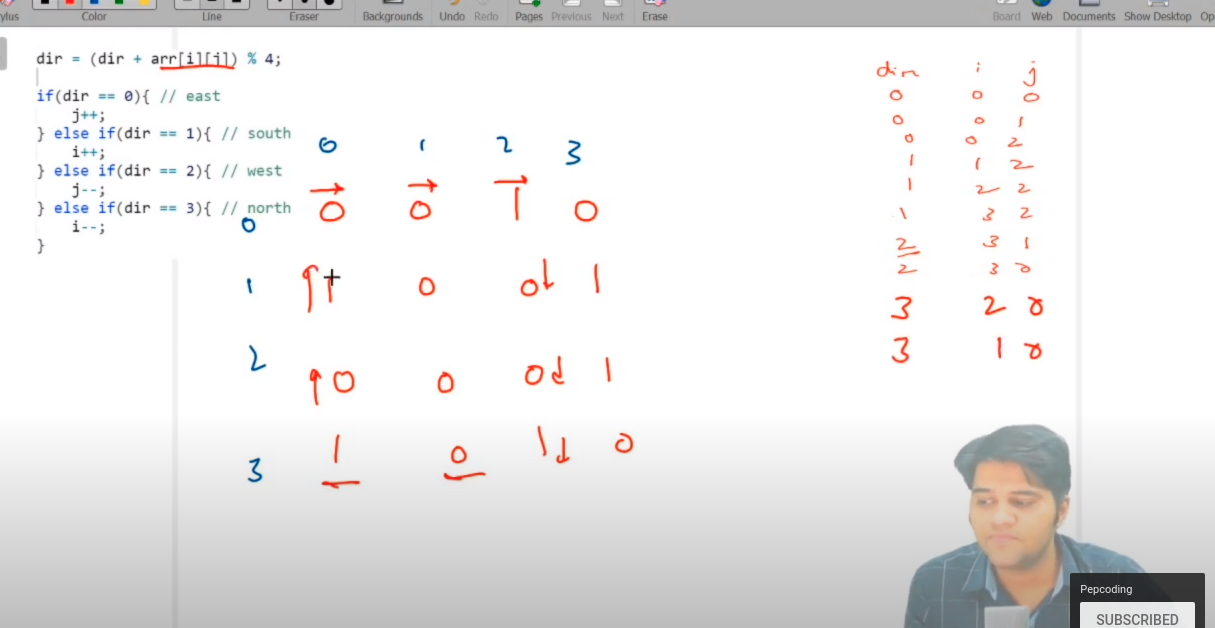 ylus Color Line Eraser Backgrounds Undo Redo Pages Previous Next Erase Board Web Documents Show Desktop Op
dir = (dir + arr[i][j]) % 4;
if(dir == 0){ // east
j++;
} else if(dir == 1){ // south
i++;
} else if(dir == 2){ // west
j--;
} else if(dir == 3){ // north
i--;
}
0 1 2 3
0 0 0 1 0
1 1 0 0 1
2 0 0 0 1
3 1 0 1 0
dir i j
0 0 0
0 0 1
0 0 2
1 1 2
1 2 2
1 3 2
2 3 1
2 3 0
3 2 0
3 1 0
Pepcoding
SUBSCRIBED